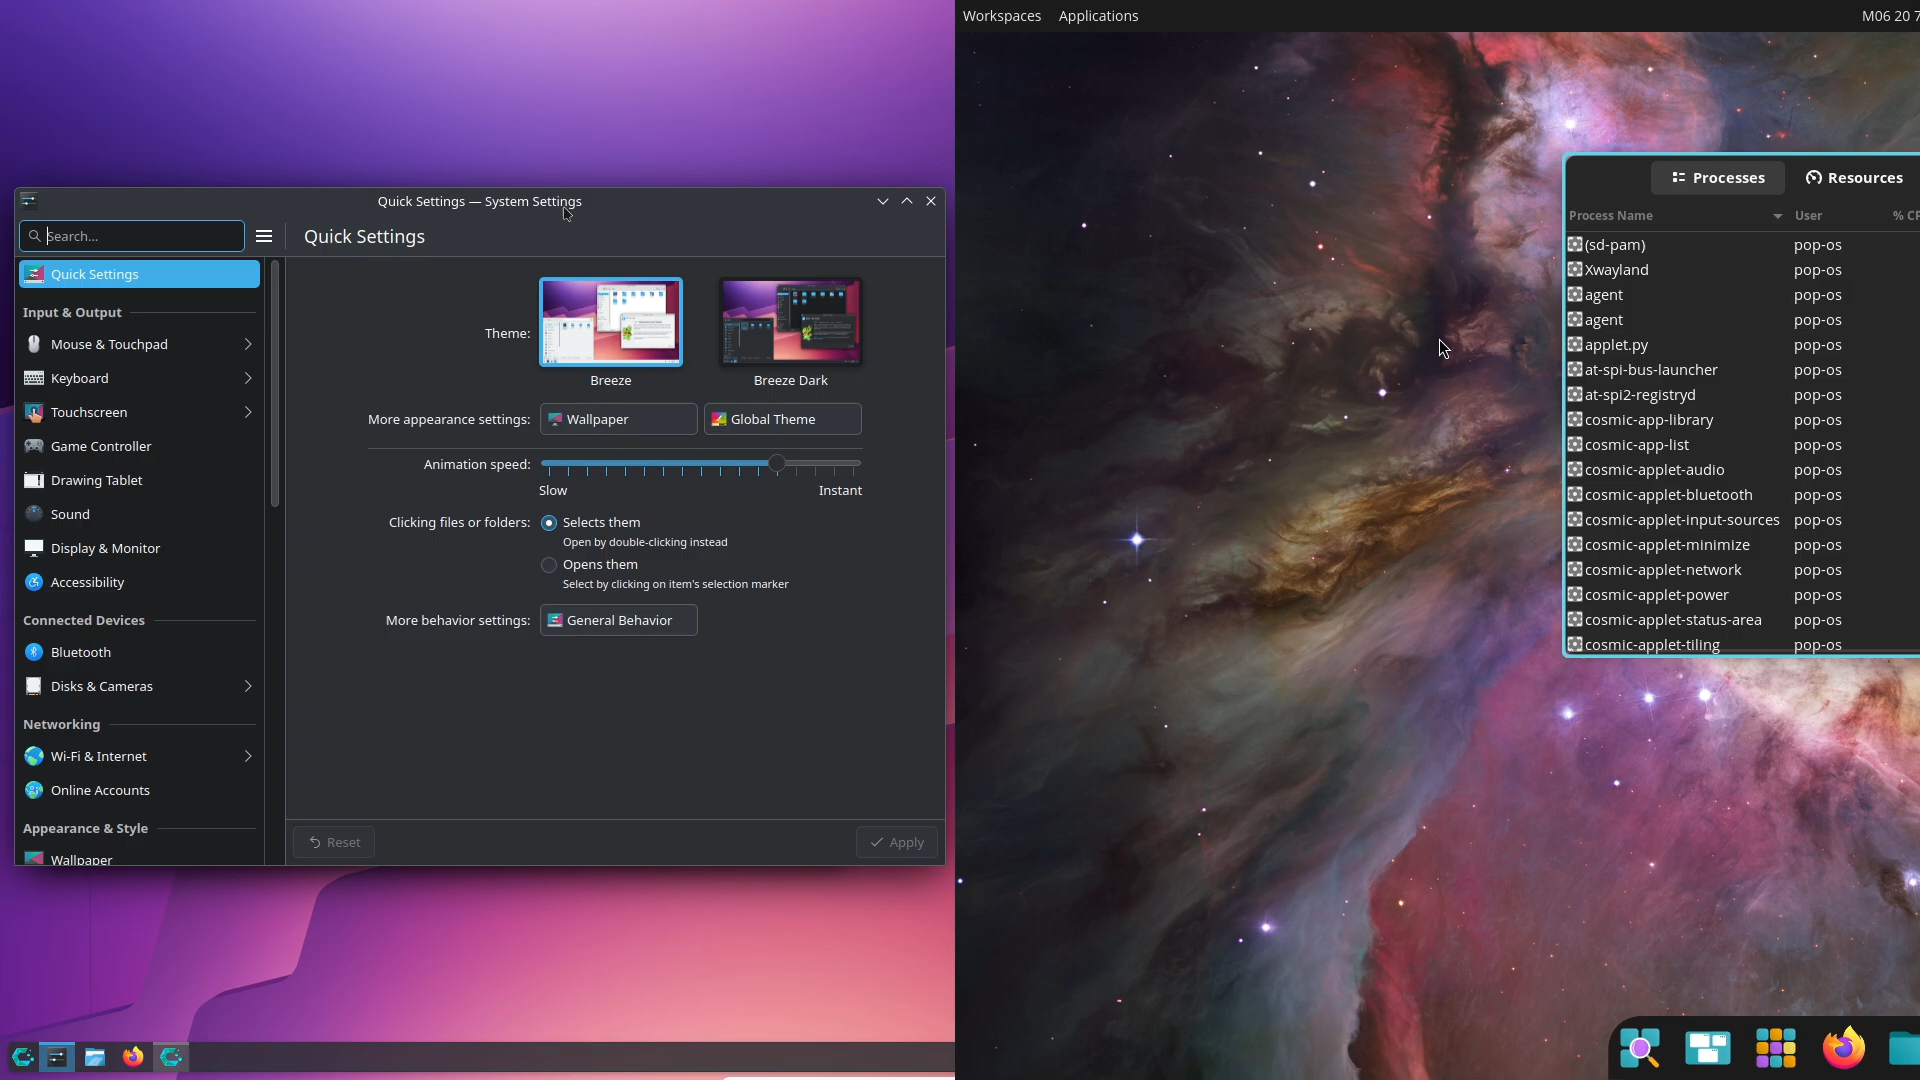 Quick Settings — System Settings
Search...
Quick Settings
Quick Settings
Input & Output
Mouse & Touchpad
Keyboard
Touchscreen
Game Controller
Drawing Tablet
Sound
Display & Monitor
Accessibility
Connected Devices
Bluetooth
Disks & Cameras
Networking
Wi-Fi & Internet
Online Accounts
Appearance & Style
Wallpaper
Theme:
Breeze
Breeze Dark
More appearance settings:
Wallpaper
Global Theme
Animation speed:
Slow
Instant
Clicking files or folders:
Selects them
Open by double-clicking instead
Opens them
Select by clicking on item's selection marker
More behavior settings:
General Behavior
Reset
Apply
Workspaces Applications
M06 20 7
Processes
Resources
Process Name User % CP
(sd-pam) pop-os
Xwayland pop-os
agent pop-os
agent pop-os
applet.py pop-os
at-spi-bus-launcher pop-os
at-spi2-registryd pop-os
cosmic-app-library pop-os
cosmic-app-list pop-os
cosmic-applet-audio pop-os
cosmic-applet-bluetooth pop-os
cosmic-applet-input-sources pop-os
cosmic-applet-minimize pop-os
cosmic-applet-network pop-os
cosmic-applet-power pop-os
cosmic-applet-status-area pop-os
cosmic-applet-tiling pop-os